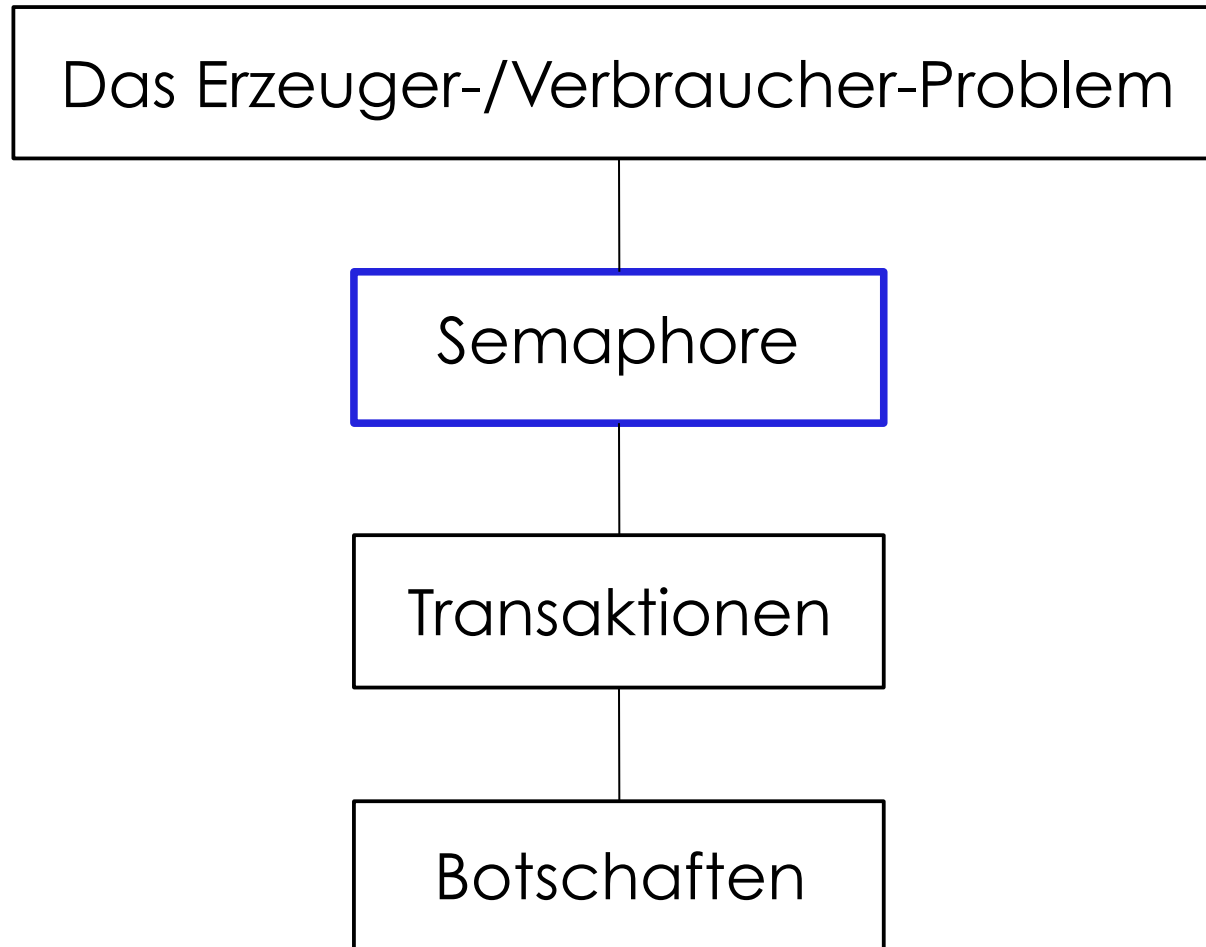 Das Erzeuger-/Verbraucher-Problem
Semaphore
Transaktionen
Botschaften